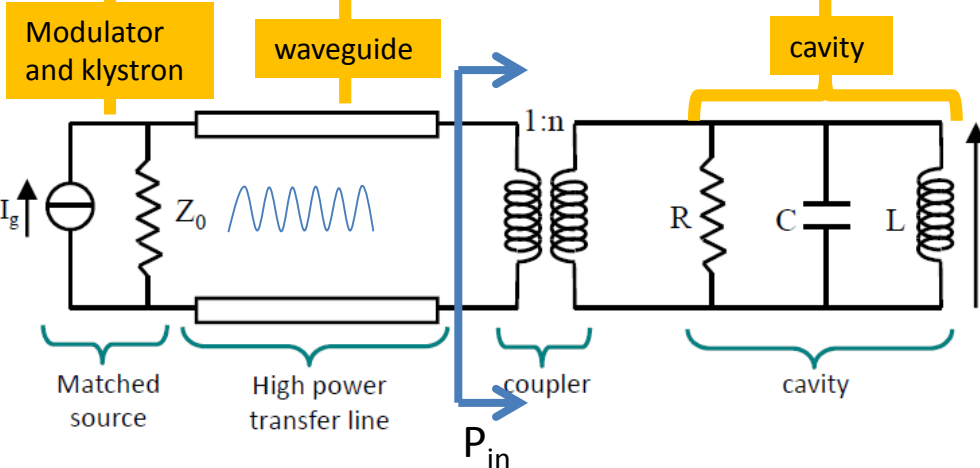 Modulator
and klystron
waveguide
cavity
1:n
I_g
Z_0
R
C
L
Matched
source
High power
transfer line
coupler
cavity
P_in